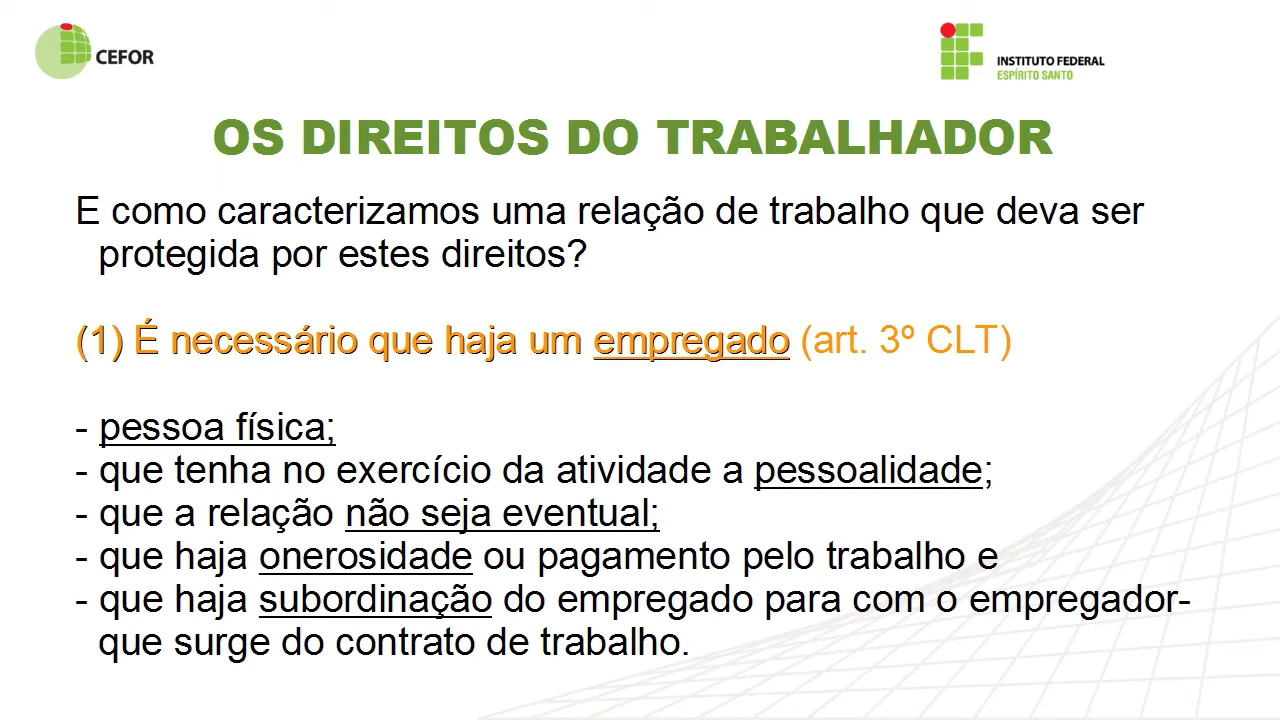 CEFOR
INSTITUTO FEDERAL
ESPÍRITO SANTO
OS DIREITOS DO TRABALHADOR
E como caracterizamos uma relação de trabalho que deva ser
protegida por estes direitos?
(1) É necessário que haja um empregado (art. 3º CLT)
- pessoa física;
- que tenha no exercício da atividade a pessoalidade;
- que a relação não seja eventual;
- que haja onerosidade ou pagamento pelo trabalho e
- que haja subordinação do empregado para com o empregador-
que surge do contrato de trabalho.